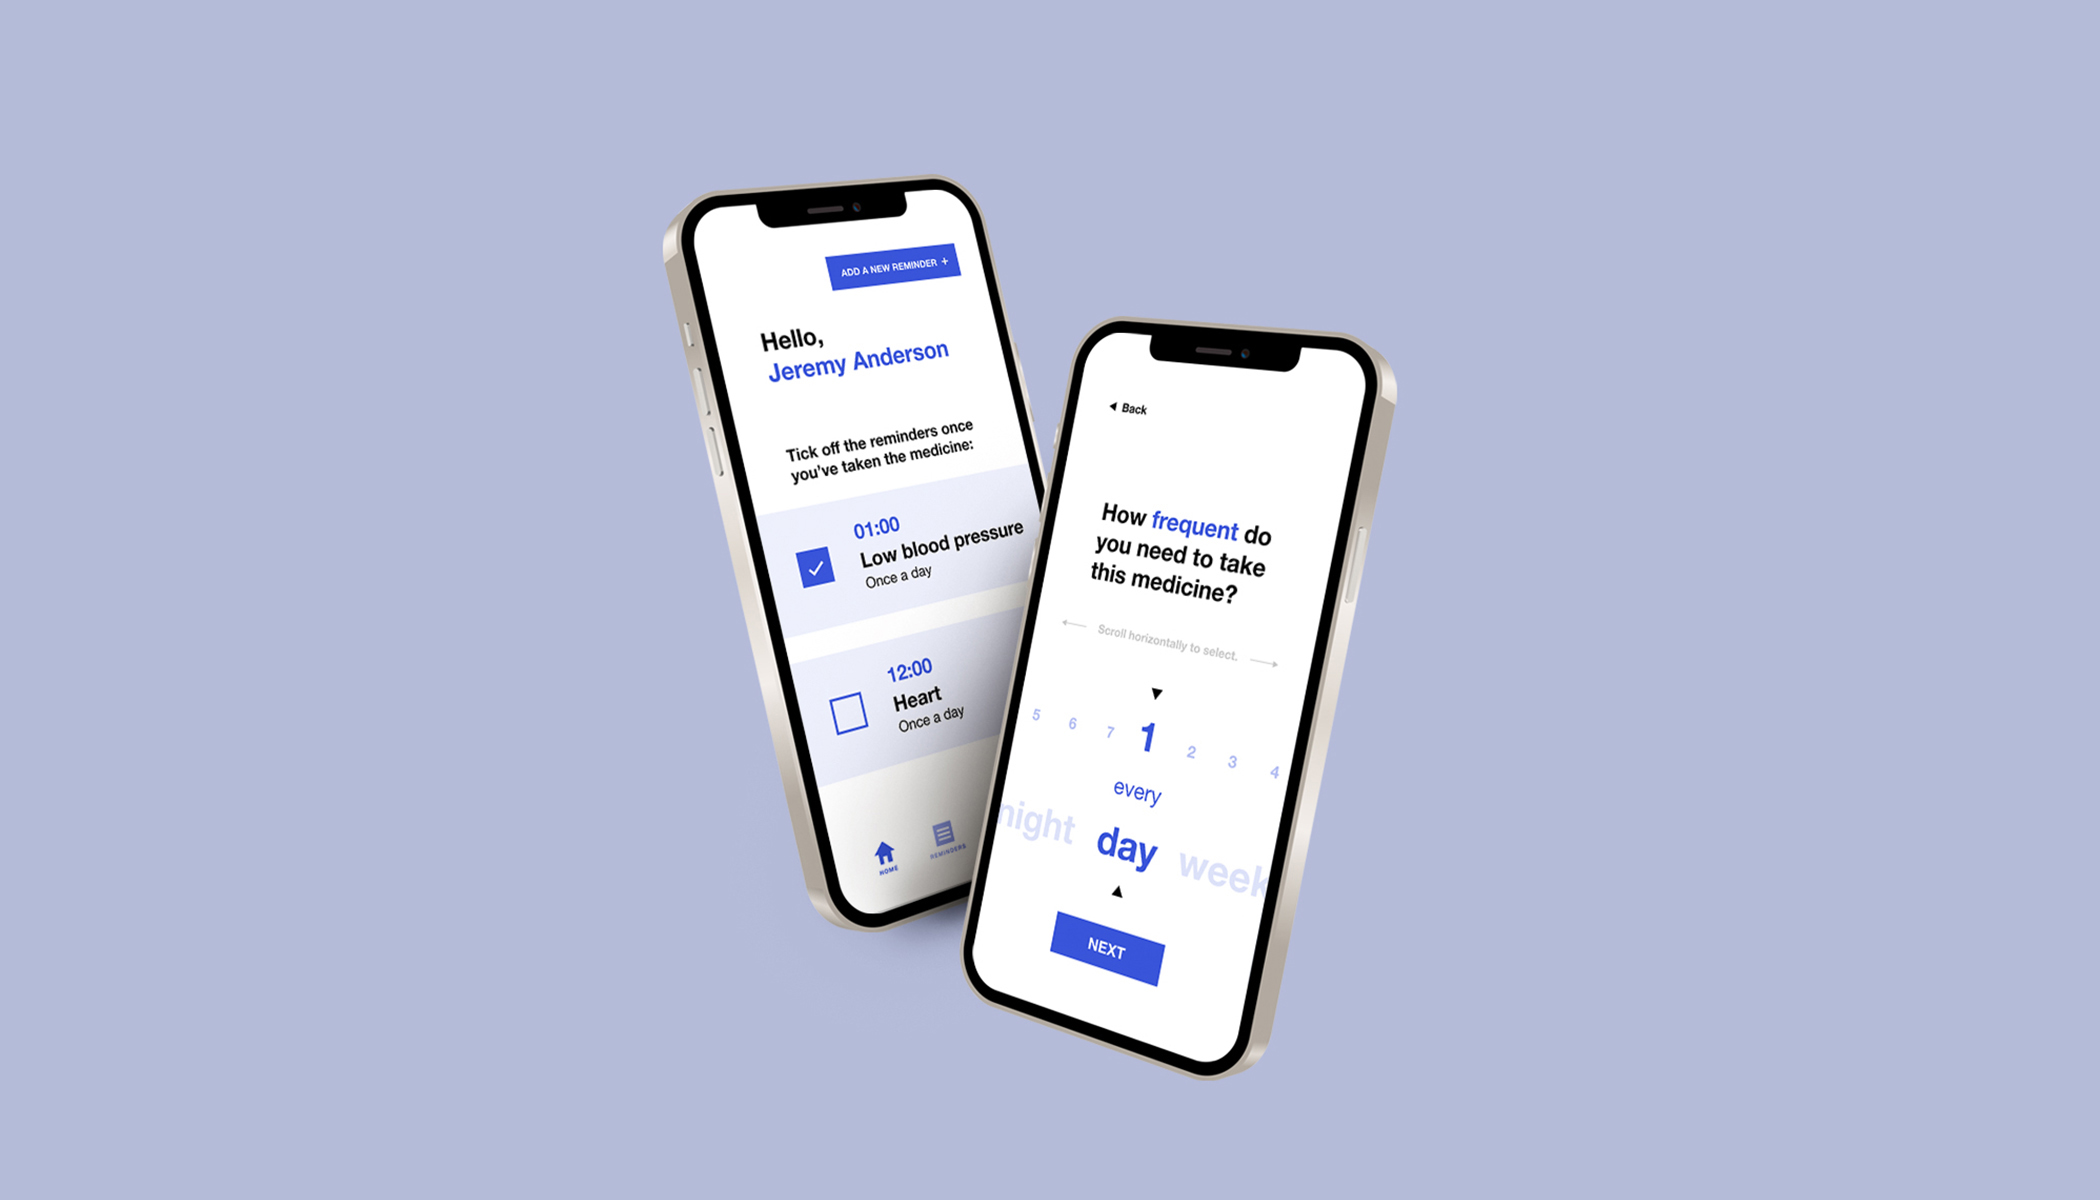 ADD A NEW REMINDER +
Hello,
Jeremy Anderson
Tick off the reminders once
you've taken the medicine:
01:00
Low blood pressure
Once a day
12:00
Heart
Once a day
HOME
REMINDERS
Back
How frequent do
you need to take
this medicine?
Scroll horizontally to select.
5 6 7 1 2 3 4
every
night day week
NEXT